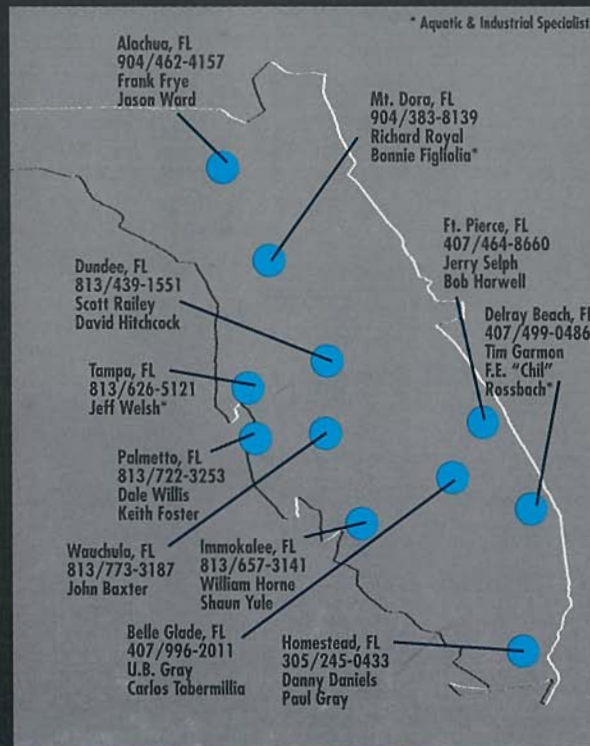 * Aquatic & Industrial Specialist
Alachua, FL
904/462-4157
Frank Frye
Jason Ward
Mt. Dora, FL
904/383-8139
Richard Royal
Bonnie Figliolia*
Ft. Pierce, FL
407/464-8660
Jerry Selph
Bob Harwell
Dundee, FL
813/439-1551
Scott Railey
David Hitchcock
Delray Beach, FL
407/499-0486
Tim Garmon
F.E. "Chil"
Rossbach*
Tampa, FL
813/626-5121
Jeff Welsh*
Palmetto, FL
813/722-3253
Dale Willis
Keith Foster
Wauchula, FL
813/773-3187
John Baxter
Immokalee, FL
813/657-3141
William Horne
Shaun Yule
Belle Glade, FL
407/996-2011
U.B. Gray
Carlos Tabermillia
Homestead, FL
305/245-0433
Danny Daniels
Paul Gray